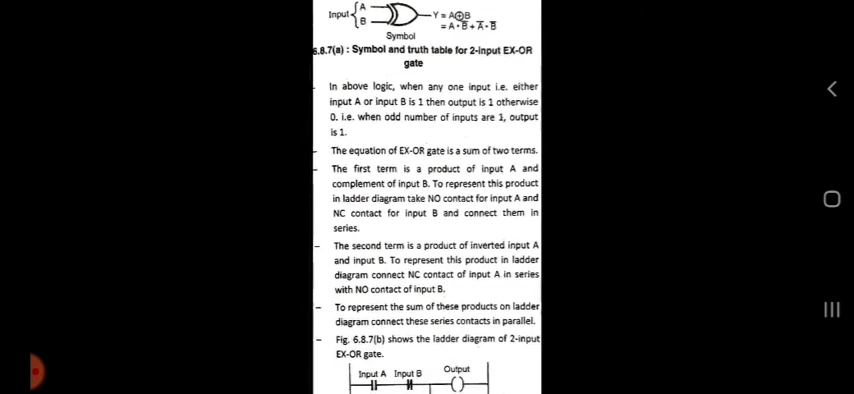 Input A
B
Y = A⊕B
= A·B̅ + A̅·B̅
Symbol
6.8.7(a) : Symbol and truth table for 2-input EX-OR
gate
In above logic, when any one input i.e. either
input A or input B is 1 then output is 1 otherwise
0. i.e. when odd number of inputs are 1, output
is 1.
– The equation of EX-OR gate is a sum of two terms.
– The first term is a product of input A and
complement of input B. To represent this product
in ladder diagram take NO contact for input A and
NC contact for input B and connect them in
series.
– The second term is a product of inverted input A
and input B. To represent this product in ladder
diagram connect NC contact of input A in series
with NO contact of input B.
– To represent the sum of these products on ladder
diagram connect these series contacts in parallel.
– Fig. 6.8.7(b) shows the ladder diagram of 2-input
EX-OR gate.
Input A Input B Output